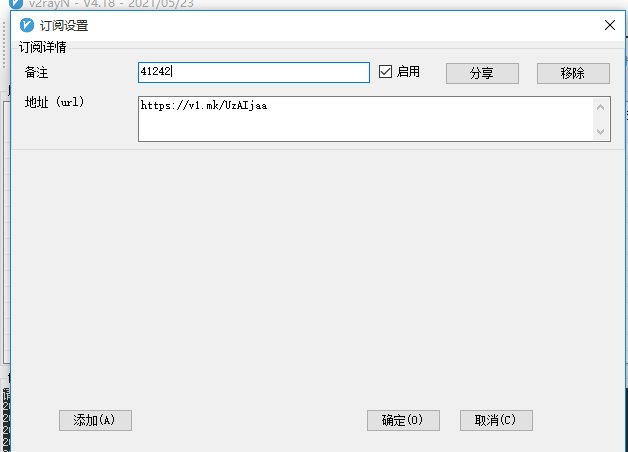 v2rayN - V4.18 - 2021/05/23
订阅设置
订阅详情
备注 41242 启用 分享 移除
地址 (url) https://v1.mk/UzAIjaa
添加(A) 确定(O) 取消(C)